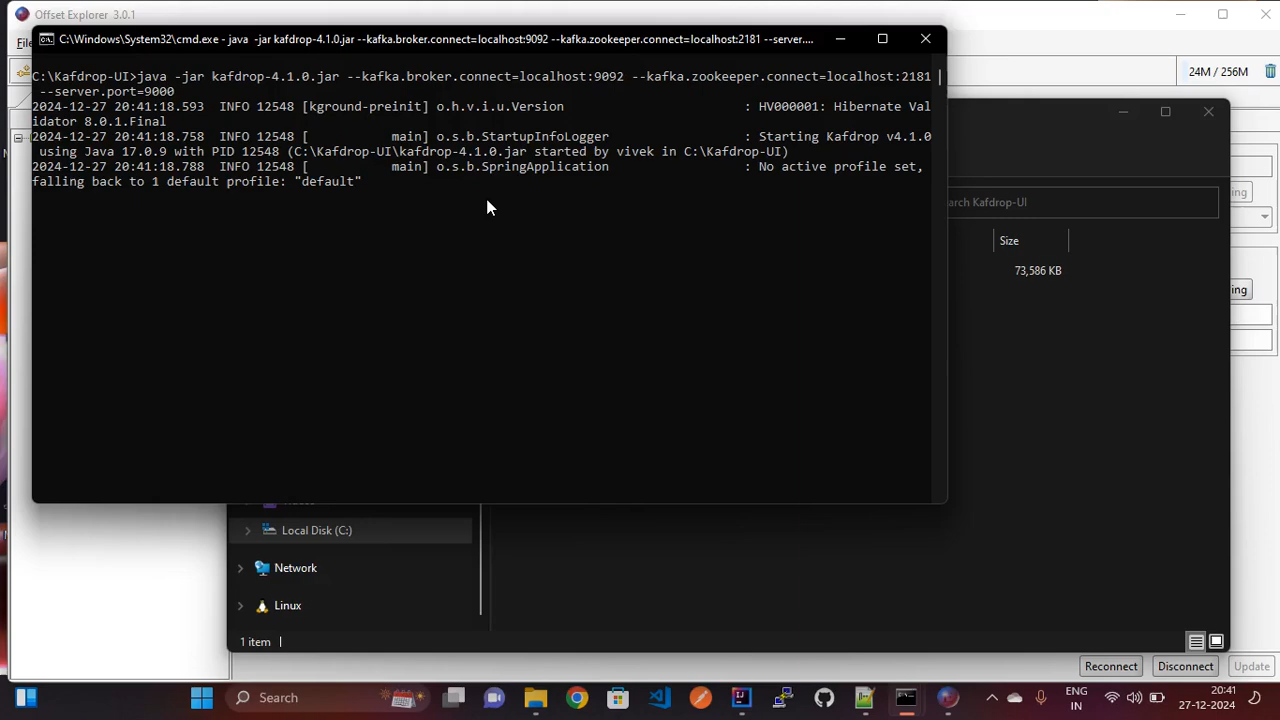 Offset Explorer 3.0.1
C:\Windows\System32\cmd.exe - java -jar kafdrop-4.1.0.jar --kafka.broker.connect=localhost:9092 --kafka.zookeeper.connect=localhost:2181 --server....
File
24M / 256M
C:\Kafdrop-UI>java -jar kafdrop-4.1.0.jar --kafka.broker.connect=localhost:9092 --kafka.zookeeper.connect=localhost:2181
--server.port=9000
2024-12-27 20:41:18.593 INFO 12548 [kground-preinit] o.h.v.i.u.Version : HV000001: Hibernate Val
idator 8.0.1.Final
2024-12-27 20:41:18.758 INFO 12548 [ main] o.s.b.StartupInfoLogger : Starting Kafdrop v4.1.0
using Java 17.0.9 with PID 12548 (C:\Kafdrop-UI\kafdrop-4.1.0.jar started by vivek in C:\Kafdrop-UI)
2024-12-27 20:41:18.788 INFO 12548 [ main] o.s.b.SpringApplication : No active profile set,
falling back to 1 default profile: "default"
ing
arch Kafdrop-UI
Size
73,586 KB
ing
Local Disk (C:)
Network
Linux
1 item
Reconnect Disconnect Update
Search
ENG
IN
20:41
27-12-2024